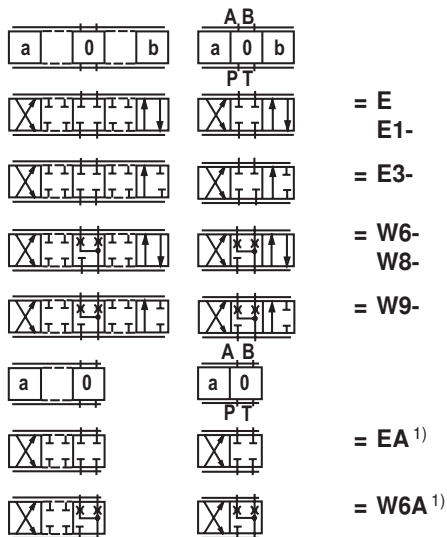 A B
a 0 b a 0 b
P T
= E
E1-
= E3-
= W6-
W8-
= W9-
A B
a 0 a 0
P T
= EA 1)
= W6A 1)